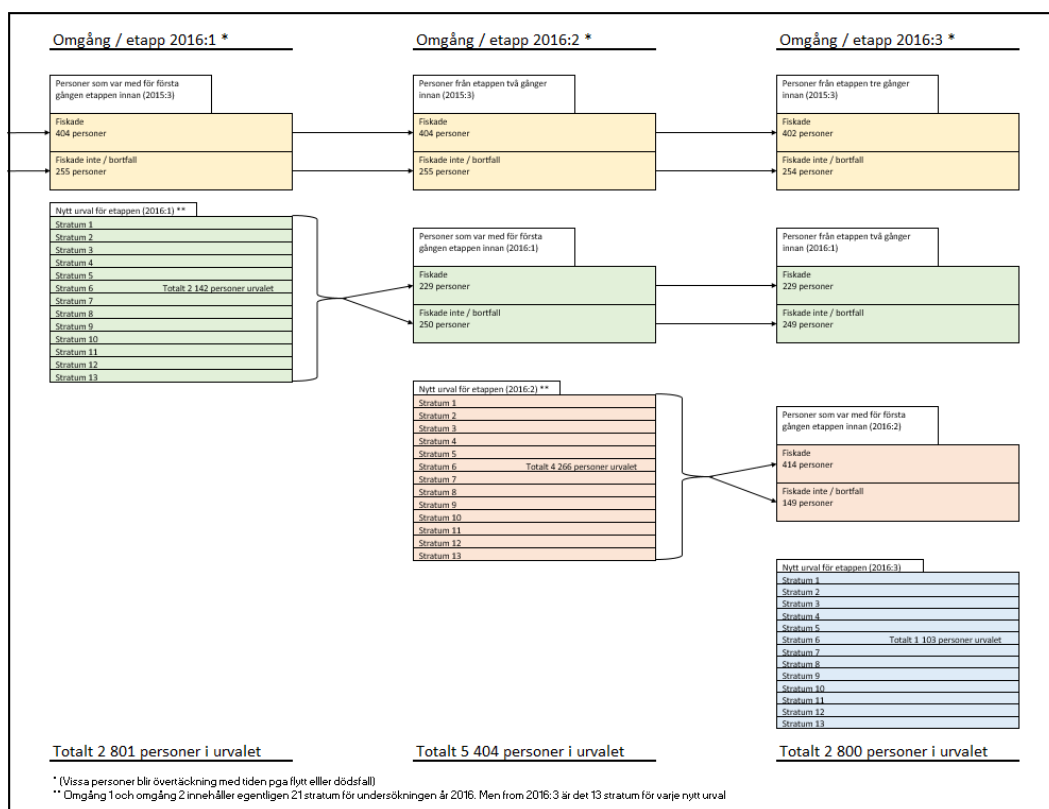 Omgång / etapp 2016:1 *
Omgång / etapp 2016:2 *
Omgång / etapp 2016:3 *
Personer som var med för första
gången etappen innan (2015:3)
Personer från etappen två gånger
innan (2015:3)
Personer från etappen tre gånger
innan (2015:3)
Fiskade
404 personer
Fiskade
404 personer
Fiskade
402 personer
Fiskade inte / bortfall
255 personer
Fiskade inte / bortfall
255 personer
Fiskade inte / bortfall
254 personer
Nytt urval för etappen (2016:1) **
Stratum 1
Stratum 2
Stratum 3
Stratum 4
Stratum 5
Stratum 6 Totalt 2 142 personer urvalet
Stratum 7
Stratum 8
Stratum 9
Stratum 10
Stratum 11
Stratum 12
Stratum 13
Personer som var med för första
gången etappen innan (2016:1)
Fiskade
229 personer
Fiskade inte / bortfall
250 personer
Personer från etappen två gånger
innan (2016:1)
Fiskade
229 personer
Fiskade inte / bortfall
249 personer
Nytt urval för etappen (2016:2) **
Stratum 1
Stratum 2
Stratum 3
Stratum 4
Stratum 5
Stratum 6 Totalt 4 266 personer urvalet
Stratum 7
Stratum 8
Stratum 9
Stratum 10
Stratum 11
Stratum 12
Stratum 13
Personer som var med för första
gången etappen innan (2016:2)
Fiskade
414 personer
Fiskade inte / bortfall
149 personer
Nytt urval för etappen (2016:3)
Stratum 1
Stratum 2
Stratum 3
Stratum 4
Stratum 5
Stratum 6 Totalt 1 103 personer urvalet
Stratum 7
Stratum 8
Stratum 9
Stratum 10
Stratum 11
Stratum 12
Stratum 13
Totalt 2 801 personer i urvalet
Totalt 5 404 personer i urvalet
Totalt 2 800 personer i urvalet
* (Vissa personer blir övertäckning med tiden pga flytt elller dödsfall)
** Omgång 1 och omgång 2 innehåller egentligen 21 stratum för undersökningen år 2016. Men from 2016:3 är det 13 stratum för varje nytt urval